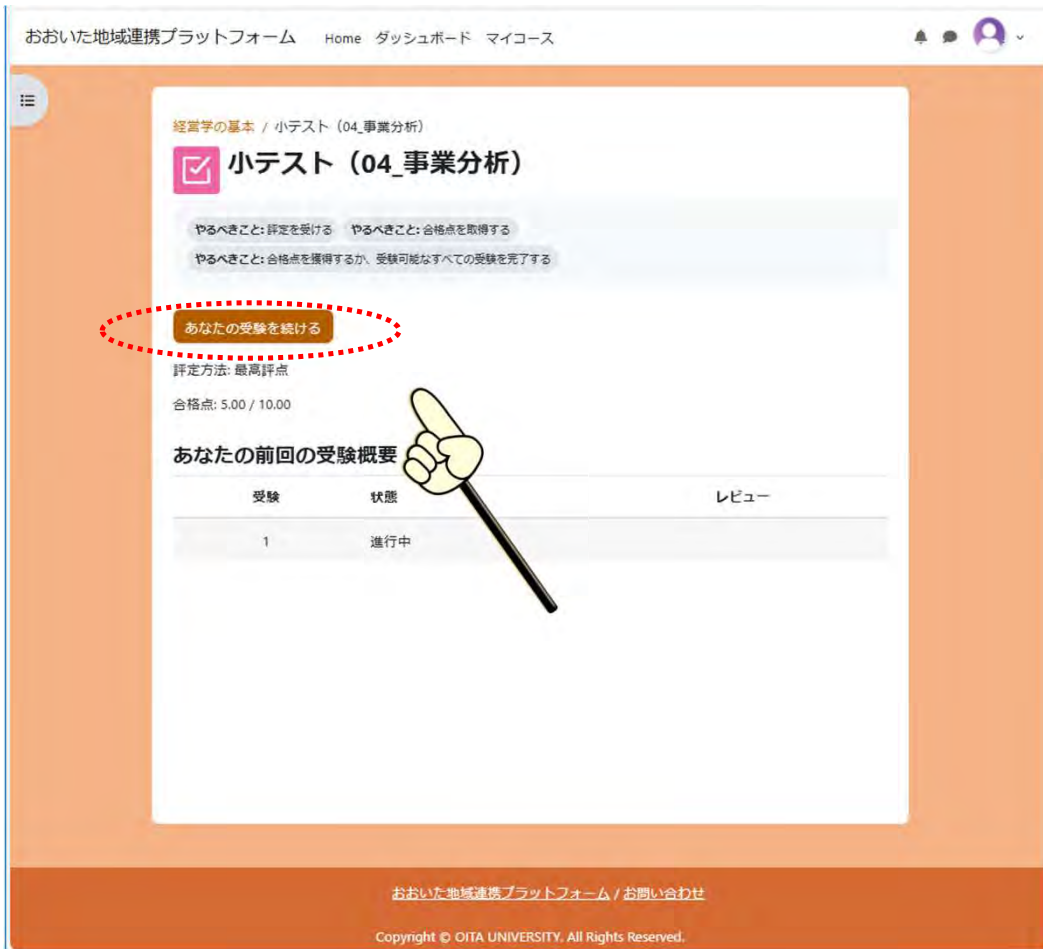 おおいた地域連携プラットフォーム Home ダッシュボード マイコース
経営学の基本 / 小テスト（04_事業分析）
小テスト（04_事業分析）
やるべきこと: 評定を受ける やるべきこと: 合格点を取得する
やるべきこと: 合格点を獲得するか、受験可能なすべての受験を完了する
あなたの受験を続ける
評定方法: 最高評点
合格点: 5.00 / 10.00
あなたの前回の受験概要
受験 状態 レビュー
1 進行中
おおいた地域連携プラットフォーム / お問い合わせ
Copyright © OITA UNIVERSITY. All Rights Reserved.